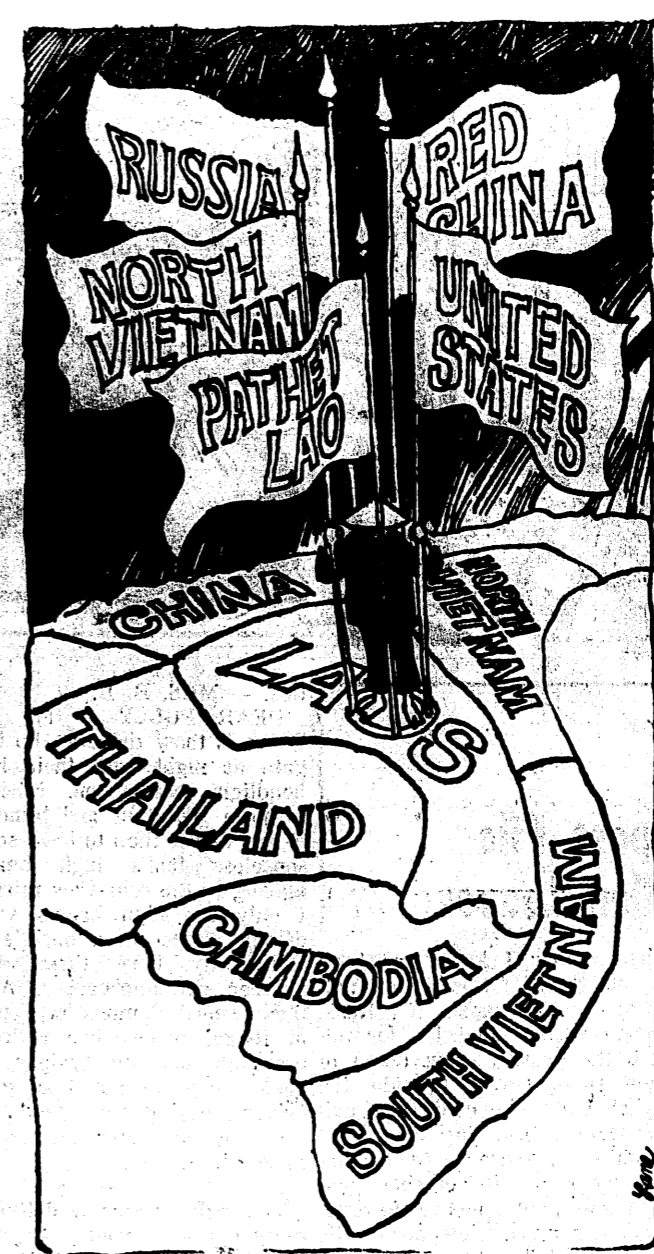 RUSSIA
RED
CHINA
NORTH
VIETNAM
UNITED
STATES
PATHET
LAO
CHINA
NORTH
VIETNAM
LAOS
THAILAND
CAMBODIA
SOUTH VIETNAM